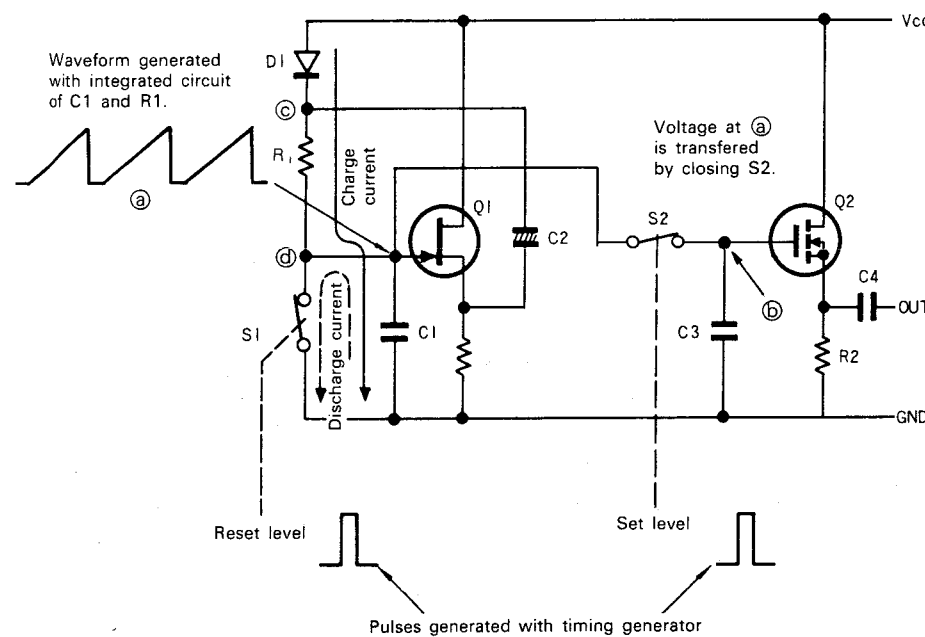 Vcc
Waveform generated
with integrated circuit
of C1 and R1.
D1
c
R1
Charge
current
Voltage at a
is transfered
by closing S2.
a
Q1
S2
Q2
C2
d
C4
b
OUT
S1
Discharge current
C1
C3
R2
GND
Reset level
Set level
Pulses generated with timing generator